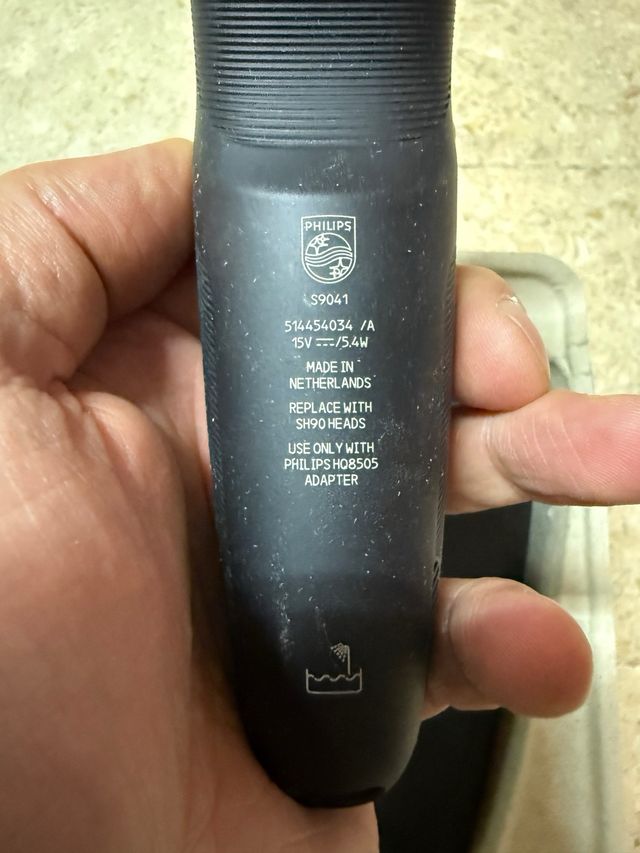 PHILIPS
S9041
514454034 /A
15V ⎓/5.4W
MADE IN
NETHERLANDS
REPLACE WITH
SH90 HEADS
USE ONLY WITH
PHILIPS HQ8505
ADAPTER